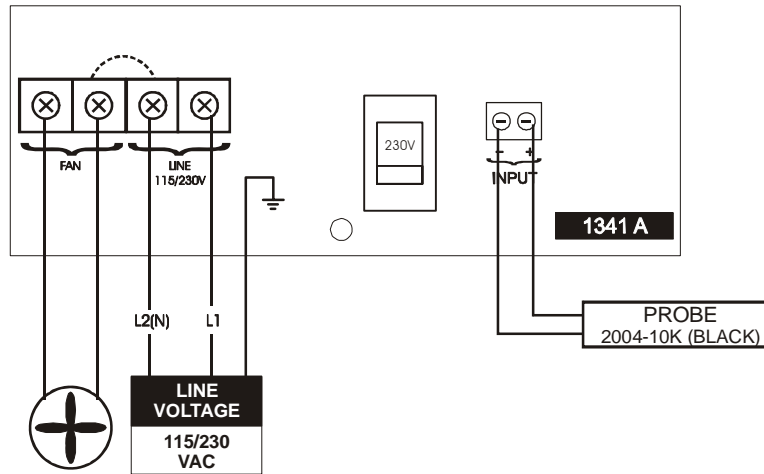 FAN
LINE
115/230V
230V
- +
INPUT
1341 A
L2(N)
L1
LINE
VOLTAGE
115/230
VAC
PROBE
2004-10K (BLACK)